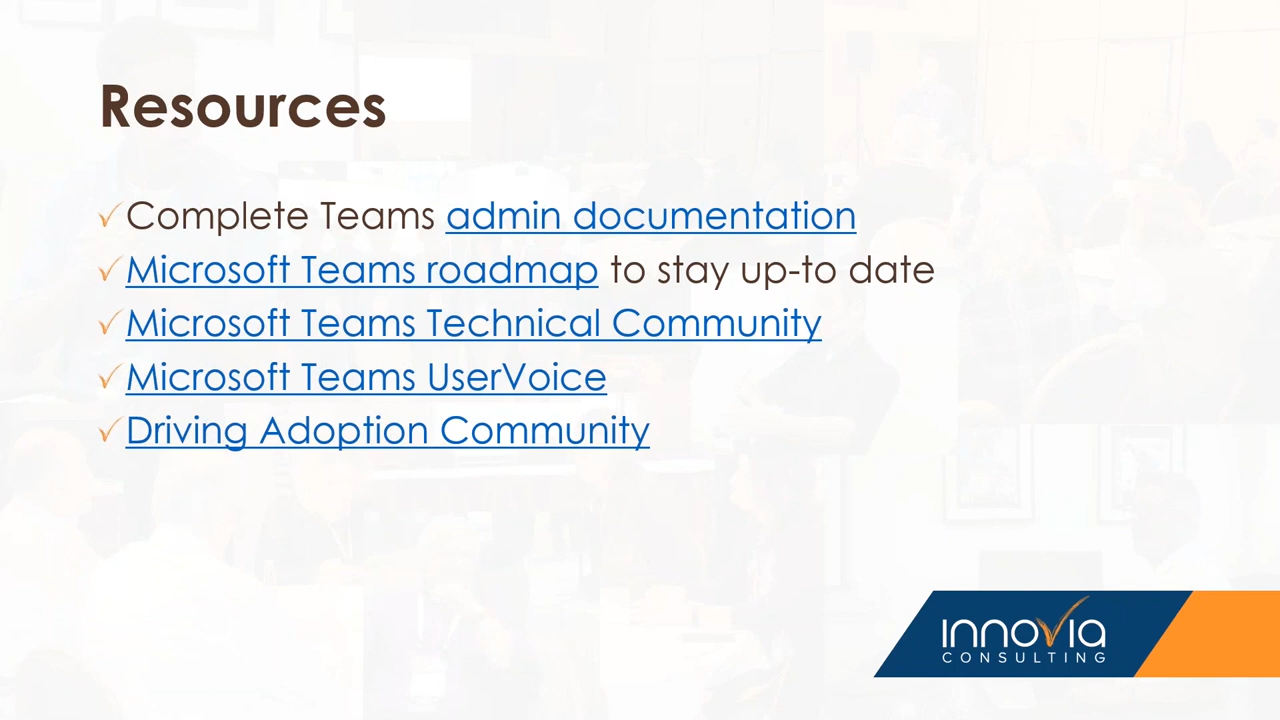 Resources
Complete Teams admin documentation
Microsoft Teams roadmap to stay up-to date
Microsoft Teams Technical Community
Microsoft Teams UserVoice
Driving Adoption Community
innovia
CONSULTING